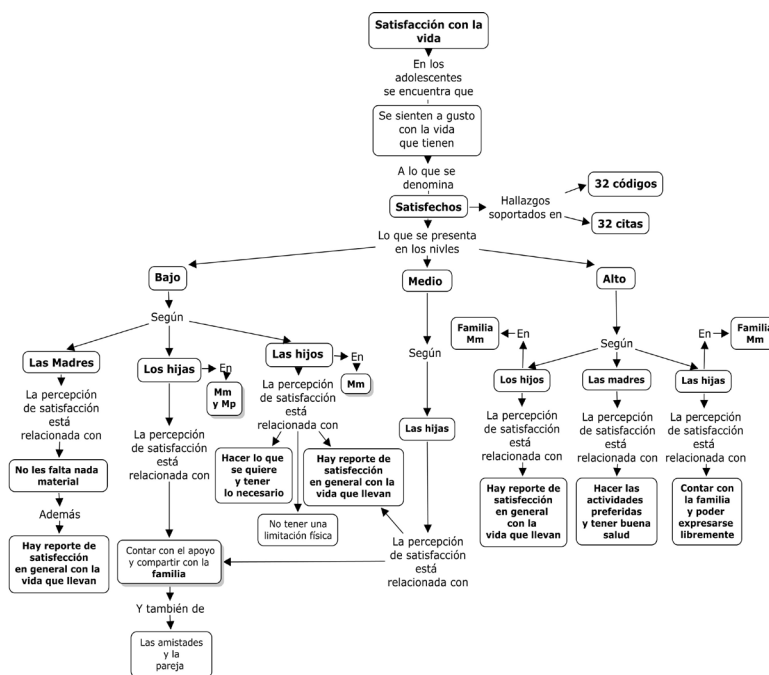 Satisfacción con la
vida
En los
adolescentes
se encuentra que
Se sienten a gusto
con la vida
que tienen
A lo que se
denomina
Satisfechos
Hallazgos
soportados en
32 códigos
32 citas
Lo que se presenta
en los nivles
Bajo
Medio
Alto
Según
Las Madres
La percepción
de satisfacción
está
relacionada con
No les falta nada
material
Además
Hay reporte de
satisfacción
en general con la
vida que llevan
Los hijas
En
Mm
y Mp
La percepción
de satisfacción
está
relacionada con
Contar con el apoyo
y compartir con la
familia
Y también de
Las amistades
y la
pareja
Las hijos
En
Mm
La percepción
de satisfacción
está
relacionada con
Hacer lo que
se quiere
y tener
lo necesario
No tener una
limitación física
Hay reporte de
satisfacción
en general con la
vida que llevan
Según
Las hijas
La percepción
de satisfacción
está
relacionada con
Según
Familia
Mm
En
Los hijos
La percepción
de satisfacción
está
relacionada con
Hay reporte de
satisfacción
en general
con la
vida que llevan
Las madres
La percepción
de satisfacción
está
relacionada con
Hacer las
actividades
preferidas
y tener buena
salud
En
Familia
Mm
Las hijas
La percepción
de satisfacción
está
relacionada con
Contar con
la familia
y poder
expresarse
libremente